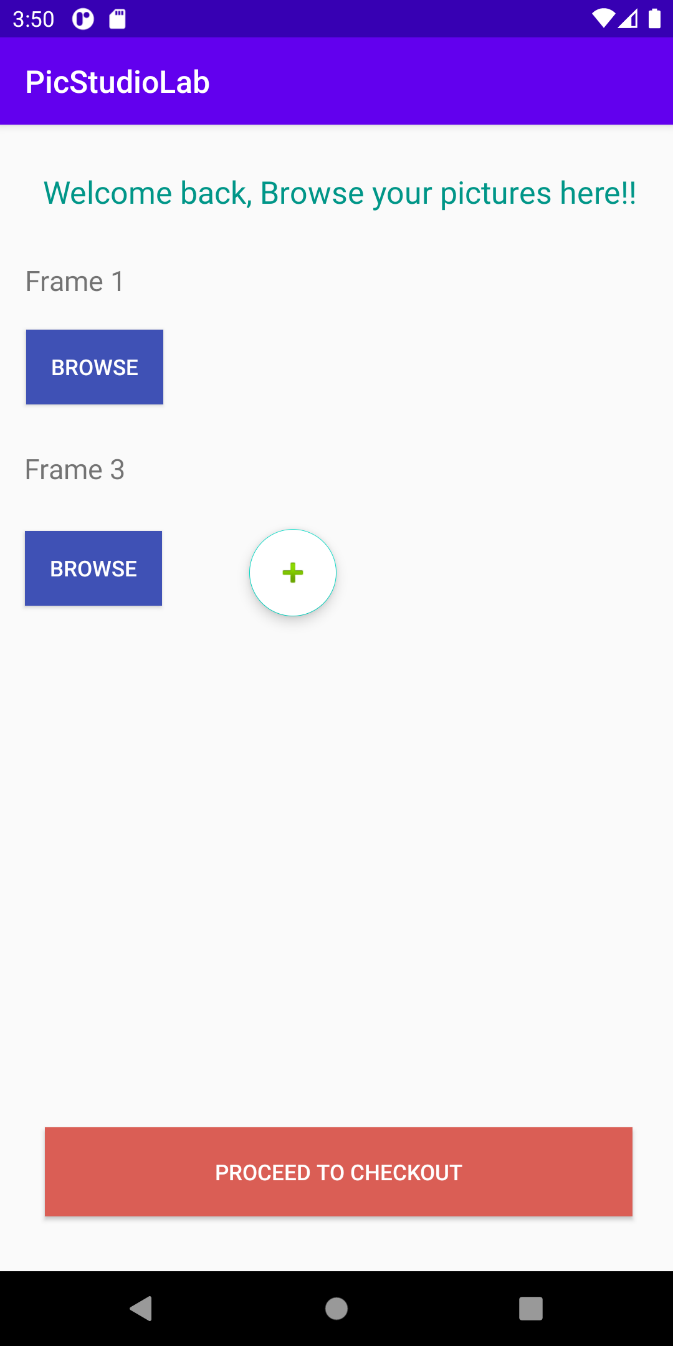 3:50
PicStudioLab
Welcome back, Browse your pictures here!!
Frame 1
BROWSE
Frame 3
BROWSE
PROCEED TO CHECKOUT